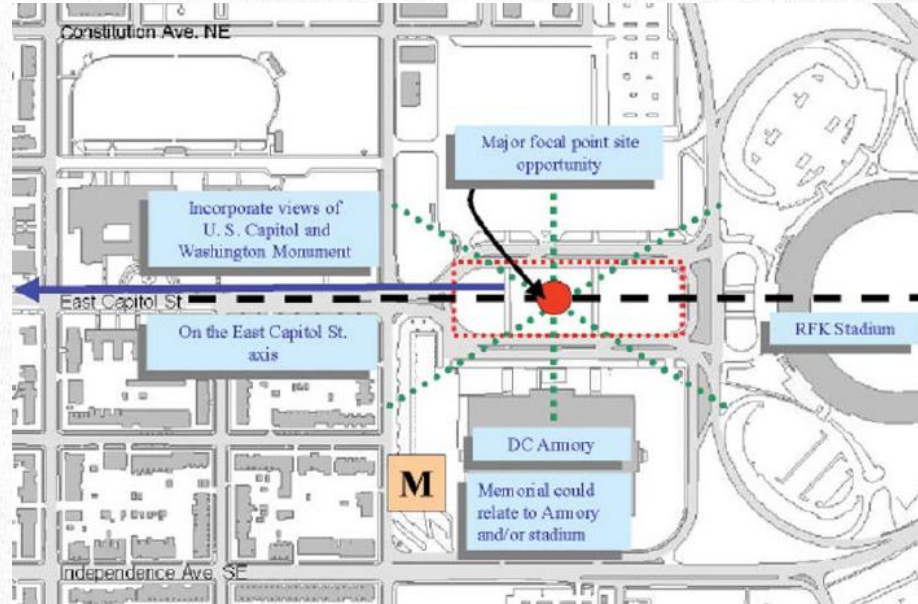 Constitution Ave. NE
Major focal point site
opportunity
Incorporate views of
U. S. Capitol and
Washington Monument
East Capitol St.
On the East Capitol St.
axis
RFK Stadium
DC Armory
M
Memorial could
relate to Armory
and/or stadium
Independence Ave. SE